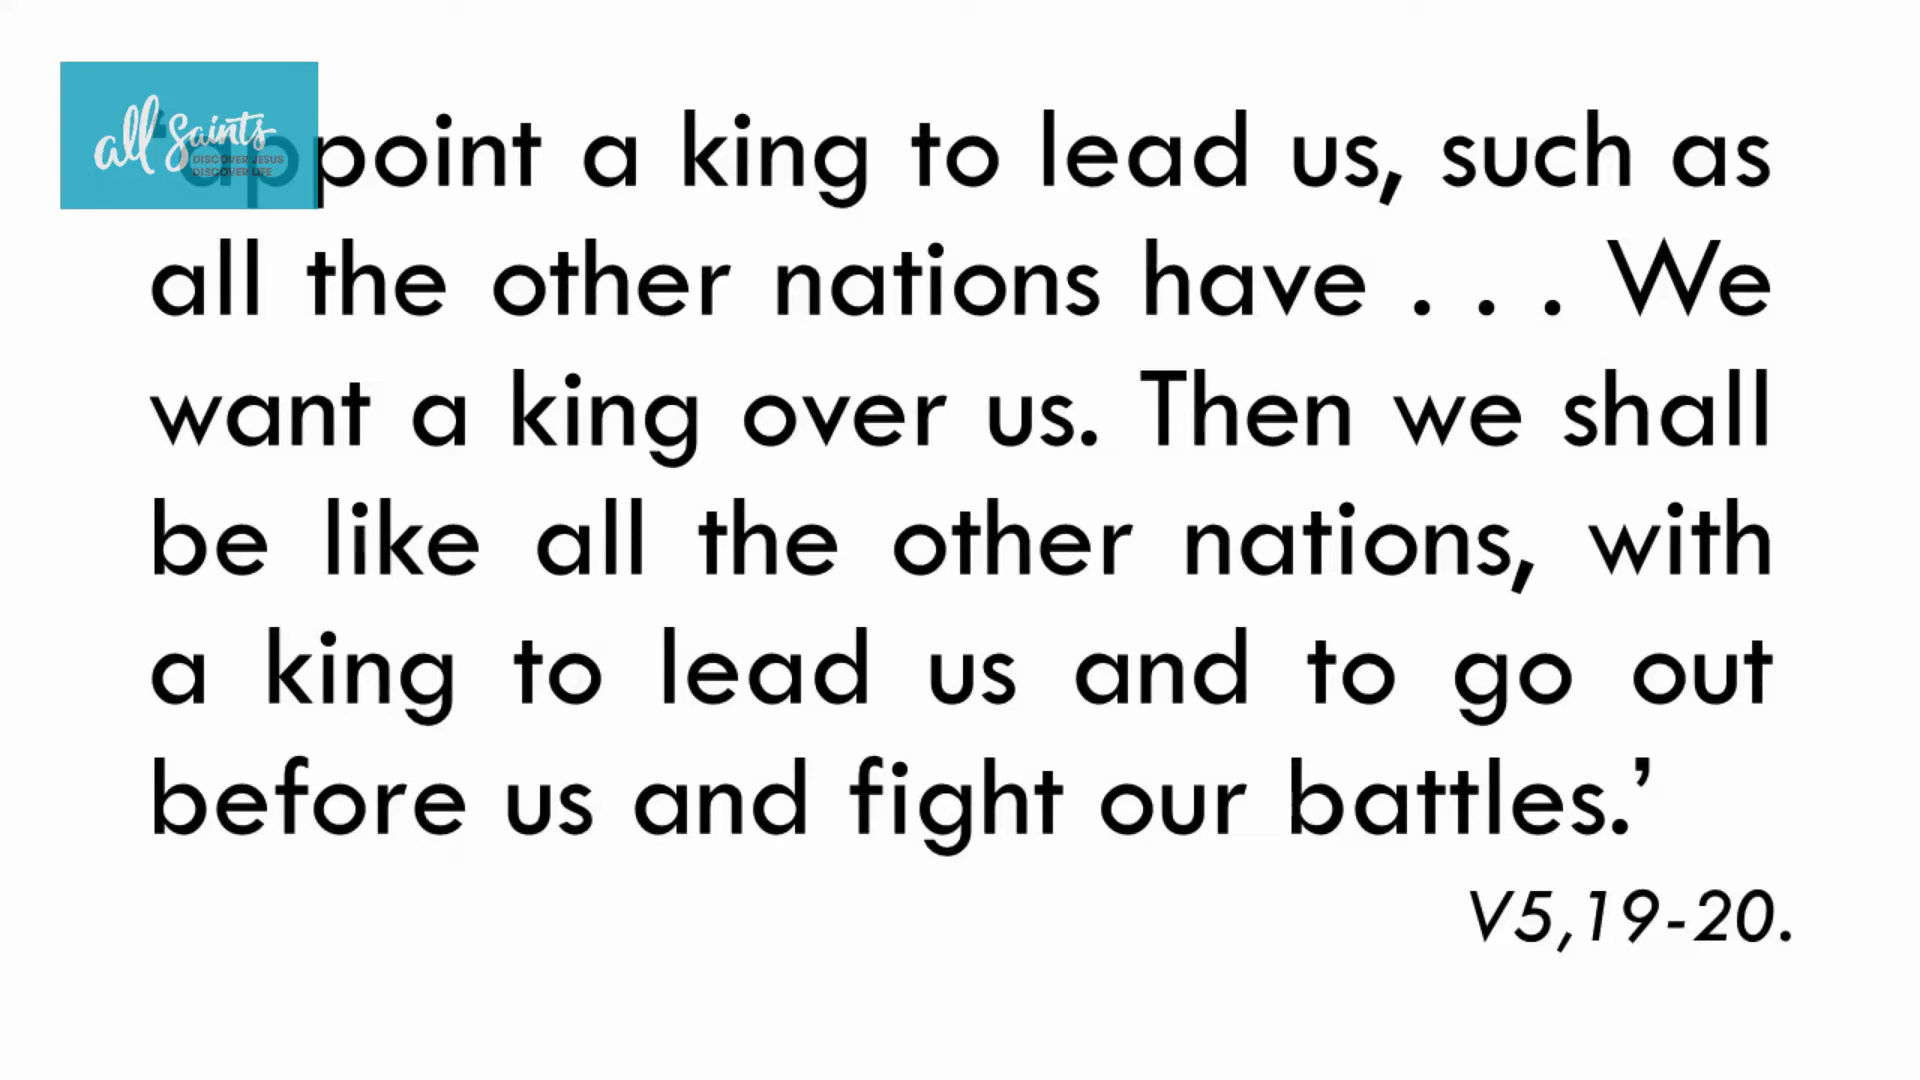 all Saints
DISCOVER JESUS
DISCOVER LIFE
‘appoint a king to lead us, such as
all the other nations have . . . We
want a king over us. Then we shall
be like all the other nations, with
a king to lead us and to go out
before us and fight our battles.’
V5,19-20.